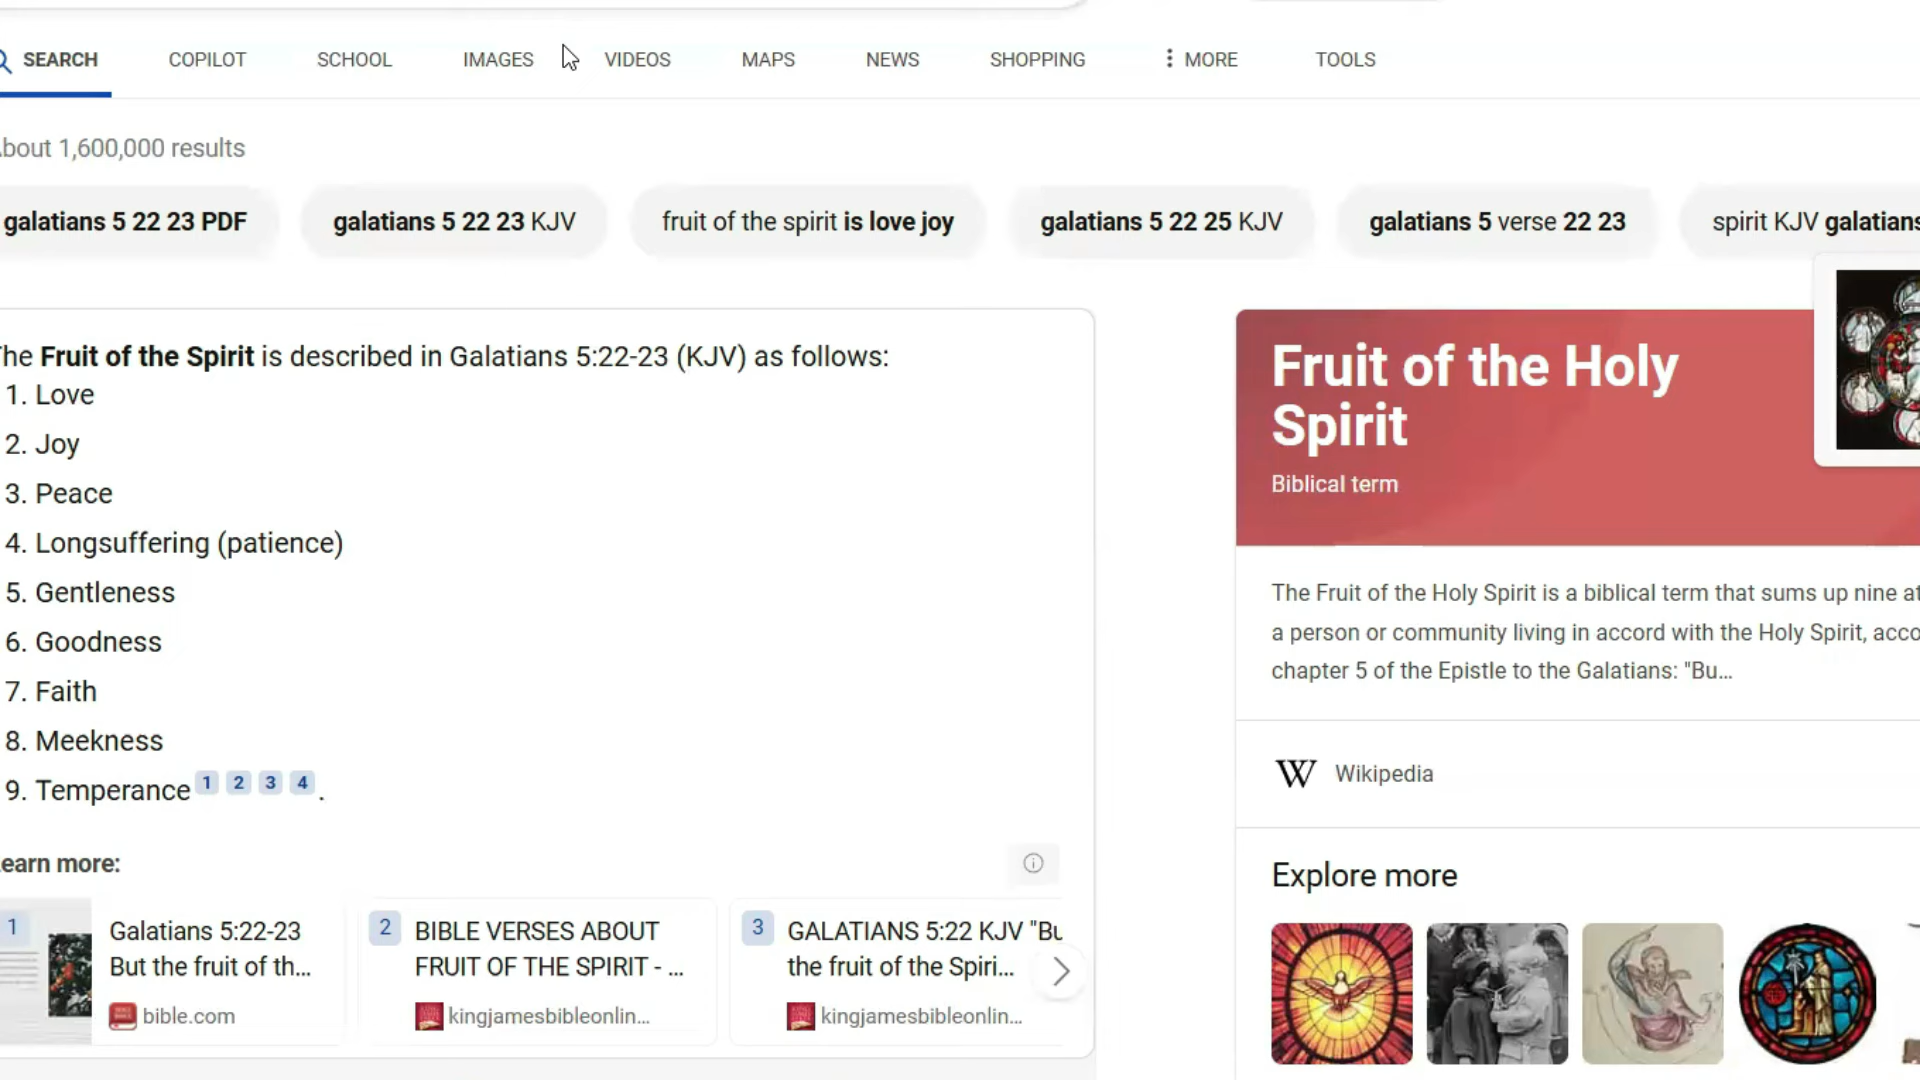 SEARCH COPILOT SCHOOL IMAGES VIDEOS MAPS NEWS SHOPPING MORE TOOLS
bout 1,600,000 results
galatians 5 22 23 PDF
galatians 5 22 23 KJV
fruit of the spirit is love joy
galatians 5 22 25 KJV
galatians 5 verse 22 23
spirit KJV galatians
he Fruit of the Spirit is described in Galatians 5:22-23 (KJV) as follows:
1. Love
2. Joy
3. Peace
4. Longsuffering (patience)
5. Gentleness
6. Goodness
7. Faith
8. Meekness
9. Temperance 1 2 3 4 .
earn more:
1
Galatians 5:22-23
But the fruit of th...
bible.com
2
BIBLE VERSES ABOUT
FRUIT OF THE SPIRIT - ...
kingjamesbibleonlin...
3
GALATIANS 5:22 KJV "Bu
the fruit of the Spiri...
kingjamesbibleonlin...
Fruit of the Holy
Spirit
Biblical term
The Fruit of the Holy Spirit is a biblical term that sums up nine at
a person or community living in accord with the Holy Spirit, acco
chapter 5 of the Epistle to the Galatians: "Bu...
W Wikipedia
Explore more